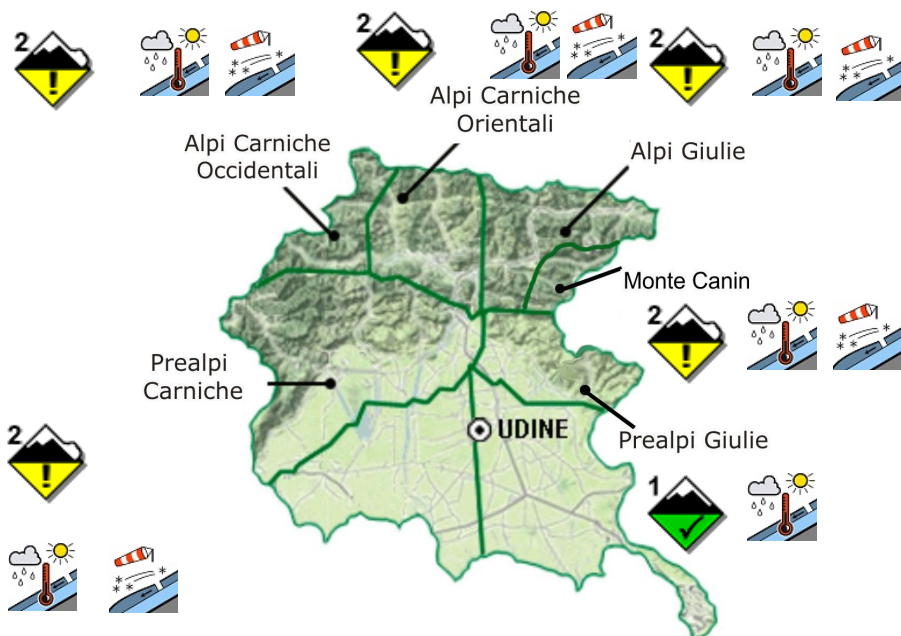 2
2
2
Alpi Carniche
Orientali
Alpi Carniche
Occidentali
Alpi Giulie
Monte Canin
2
Prealpi
Carniche
UDINE
Prealpi Giulie
2
1